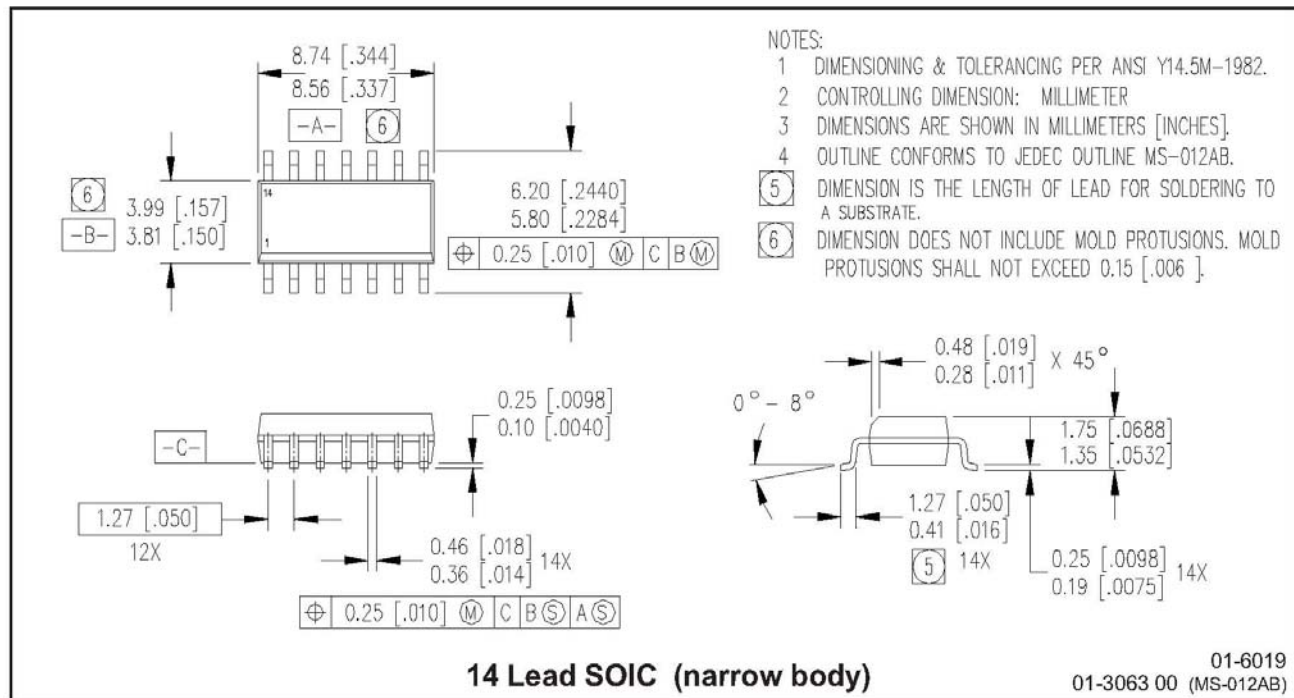 8.74 [.344]
8.56 [.337]
-A- 6
6
3.99 [.157]
-B- 3.81 [.150]
14
1
6.20 [.2440]
5.80 [.2284]
⌖ 0.25 [.010] Ⓜ C B Ⓜ
NOTES:
1 DIMENSIONING & TOLERANCING PER ANSI Y14.5M-1982.
2 CONTROLLING DIMENSION: MILLIMETER
3 DIMENSIONS ARE SHOWN IN MILLIMETERS [INCHES].
4 OUTLINE CONFORMS TO JEDEC OUTLINE MS-012AB.
5 DIMENSION IS THE LENGTH OF LEAD FOR SOLDERING TO
A SUBSTRATE.
6 DIMENSION DOES NOT INCLUDE MOLD PROTUSIONS. MOLD
PROTUSIONS SHALL NOT EXCEED 0.15 [.006 ].
-C-
0.25 [.0098]
0.10 [.0040]
1.27 [.050]
12X
0.46 [.018]
0.36 [.014] 14X
⌖ 0.25 [.010] Ⓜ C B Ⓢ A Ⓢ
0.48 [.019]
0.28 [.011] X 45°
0° - 8°
1.75 [.0688]
1.35 [.0532]
1.27 [.050]
0.41 [.016]
5 14X
0.25 [.0098]
0.19 [.0075] 14X
14 Lead SOIC (narrow body)
01-6019
01-3063 00 (MS-012AB)